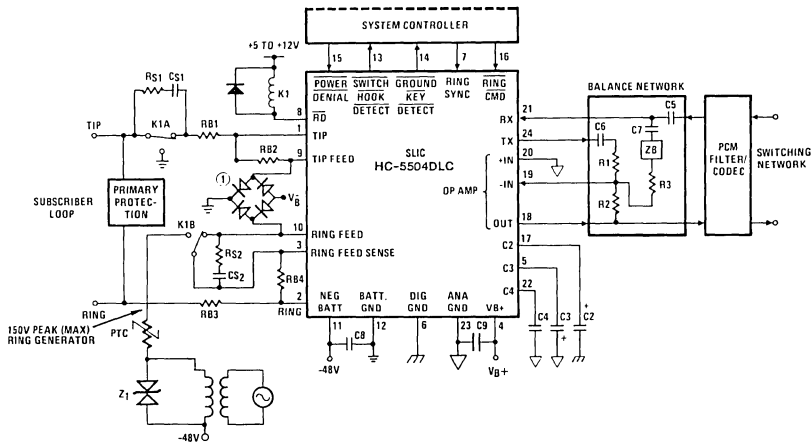 SYSTEM CONTROLLER
+5 TO +12V
15
13
14
7
16
RS1
CS1
K1
POWER DENIAL
SWITCH HOOK DETECT
GROUND KEY DETECT
RING SYNC
RING CMD
BALANCE NETWORK
8
RD
21
RX
C5
TIP
K1A
RB1
1
TIP
24
TX
C6
C7
RB2
9
TIP FEED
SLIC
HC-5504DLC
20
+IN
R1
ZB
PCM FILTER/ CODEC
SWITCHING NETWORK
1
VB-
OP AMP
19
-IN
R2
R3
SUBSCRIBER LOOP
PRIMARY PROTEC- TION
K1B
10
RING FEED
18
OUT
RS2
3
RING FEED SENSE
17
C2
CS2
RB4
5
C3
RING
RB3
2
RING
22
C4
NEG BATT
BATT. GND
DIG GND
ANA GND
VB+
150V PEAK (MAX) RING GENERATOR
PTC
11
12
6
23
C9
4
C4
C3
+
C2
+
C8
-48V
VB+
Z1
-48V